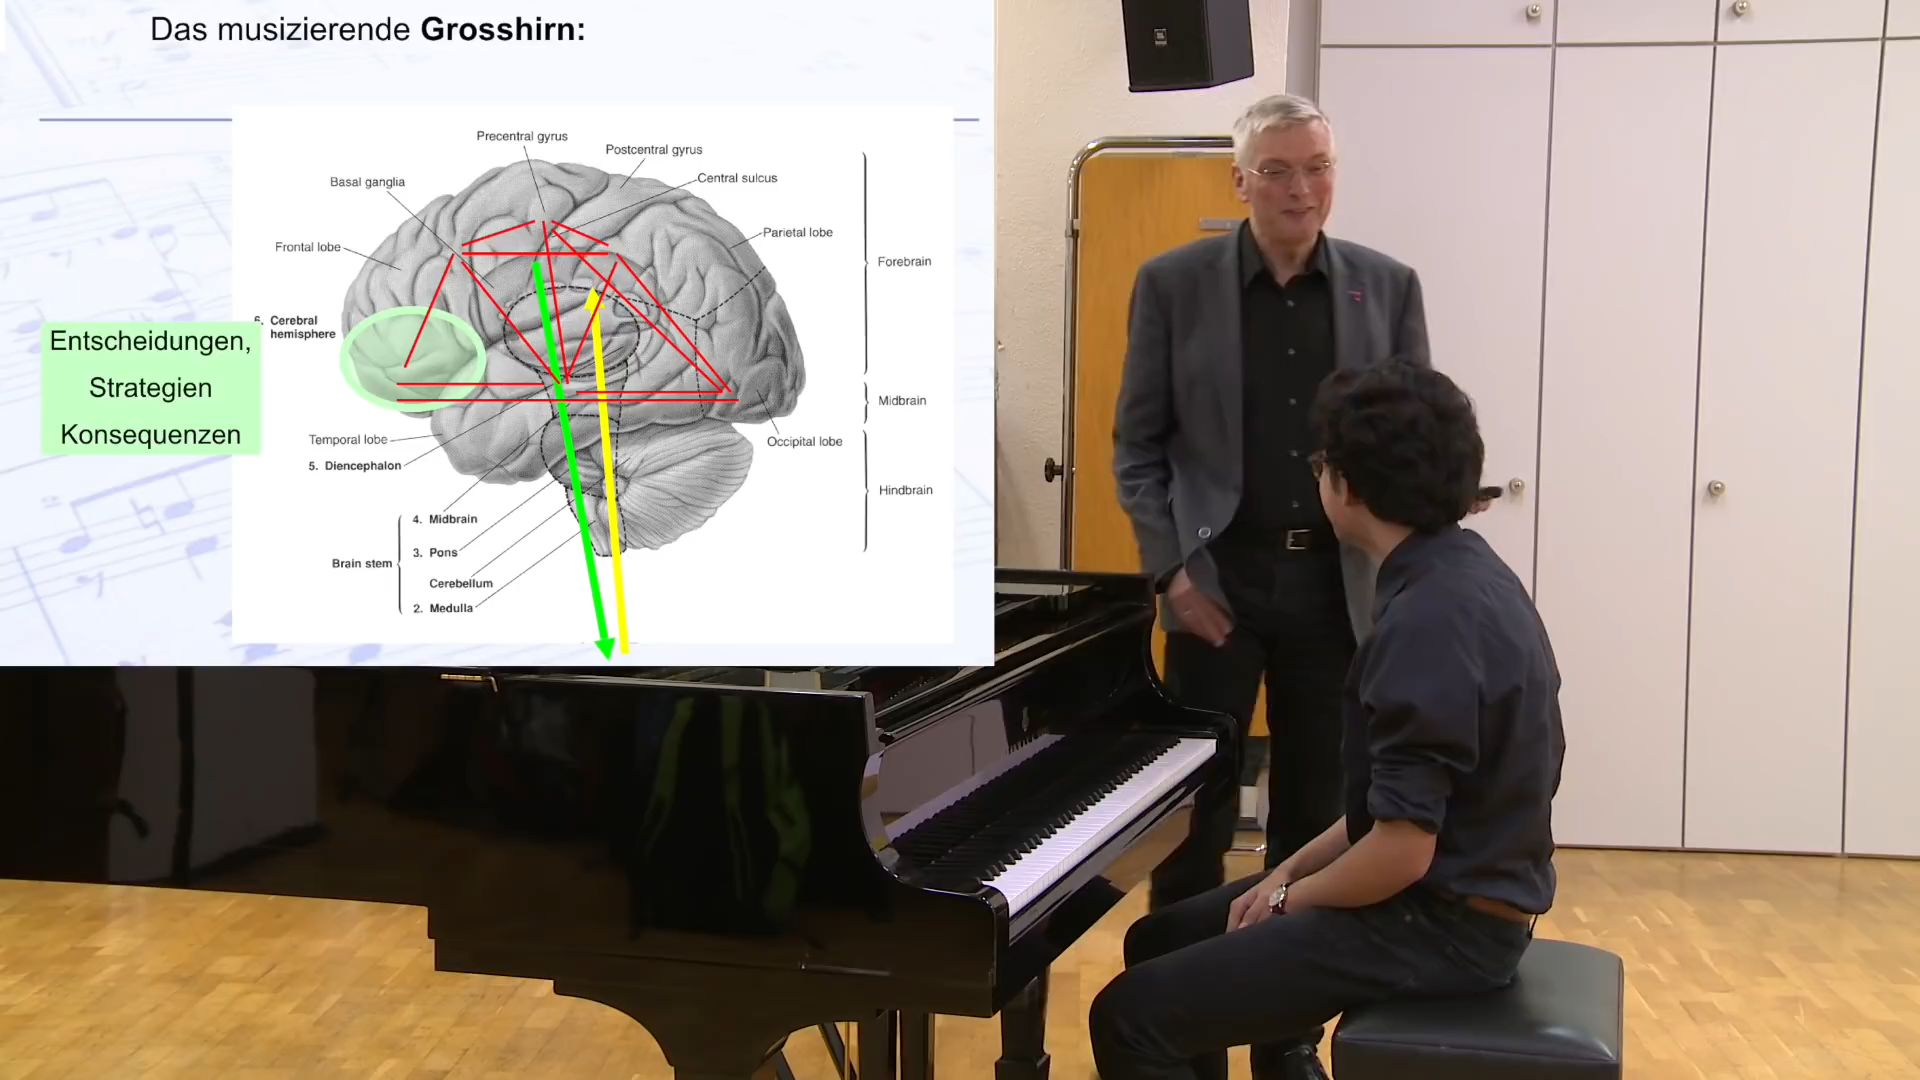 Das musizierende Grosshirn:
Precentral gyrus
Postcentral gyrus
Basal ganglia
Central sulcus
Frontal lobe
Parietal lobe
Forebrain
6. Cerebral
hemisphere
Entscheidungen,
Strategien
Konsequenzen
Midbrain
Temporal lobe
Occipital lobe
5. Diencephalon
Hindbrain
4. Midbrain
3. Pons
Brain stem
Cerebellum
2. Medulla